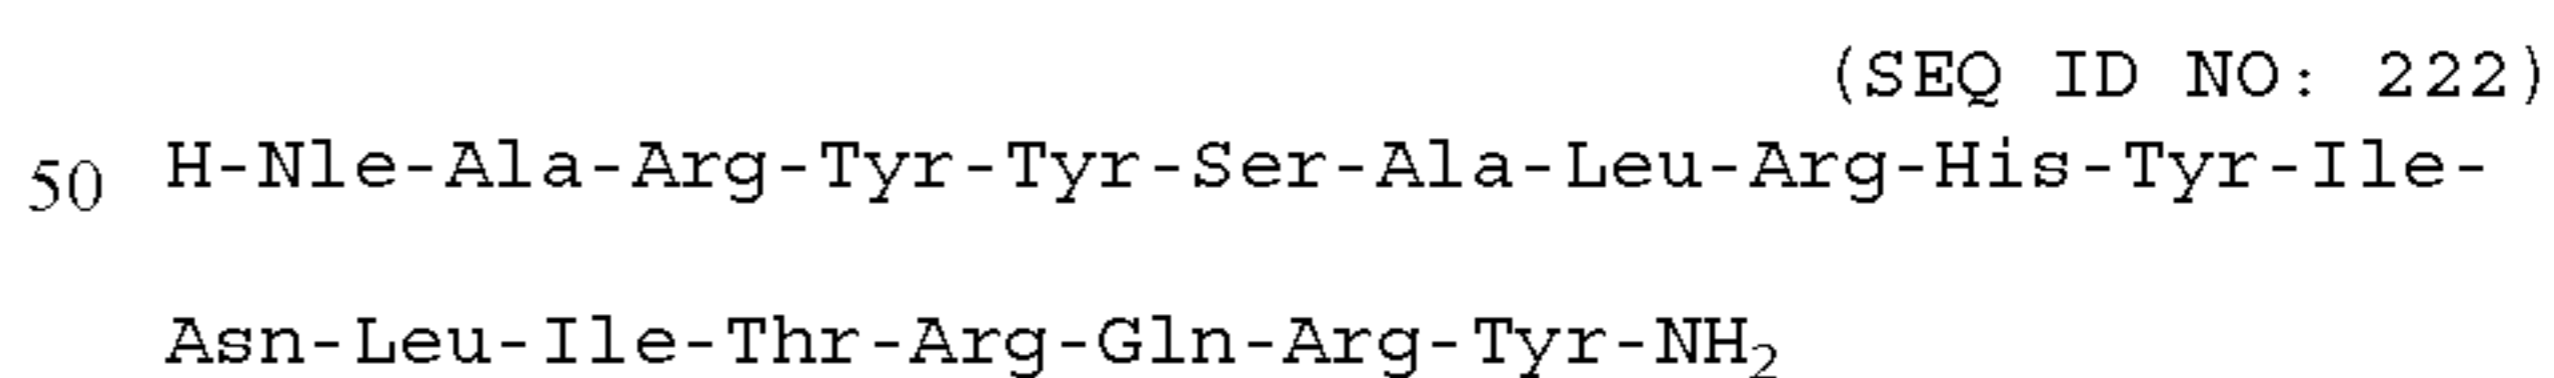 (SEQ ID NO: 222)
50 H-Nle-Ala-Arg-Tyr-Tyr-Ser-Ala-Leu-Arg-His-Tyr-Ile-
Asn-Leu-Ile-Thr-Arg-Gln-Arg-Tyr-NH₂